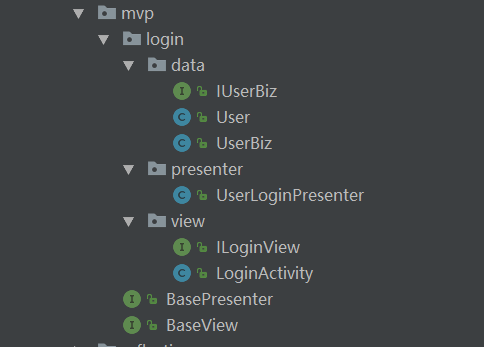 mvp
login
data
I IUserBiz
C User
C UserBiz
presenter
C UserLoginPresenter
view
I ILoginView
C LoginActivity
I BasePresenter
I BaseView